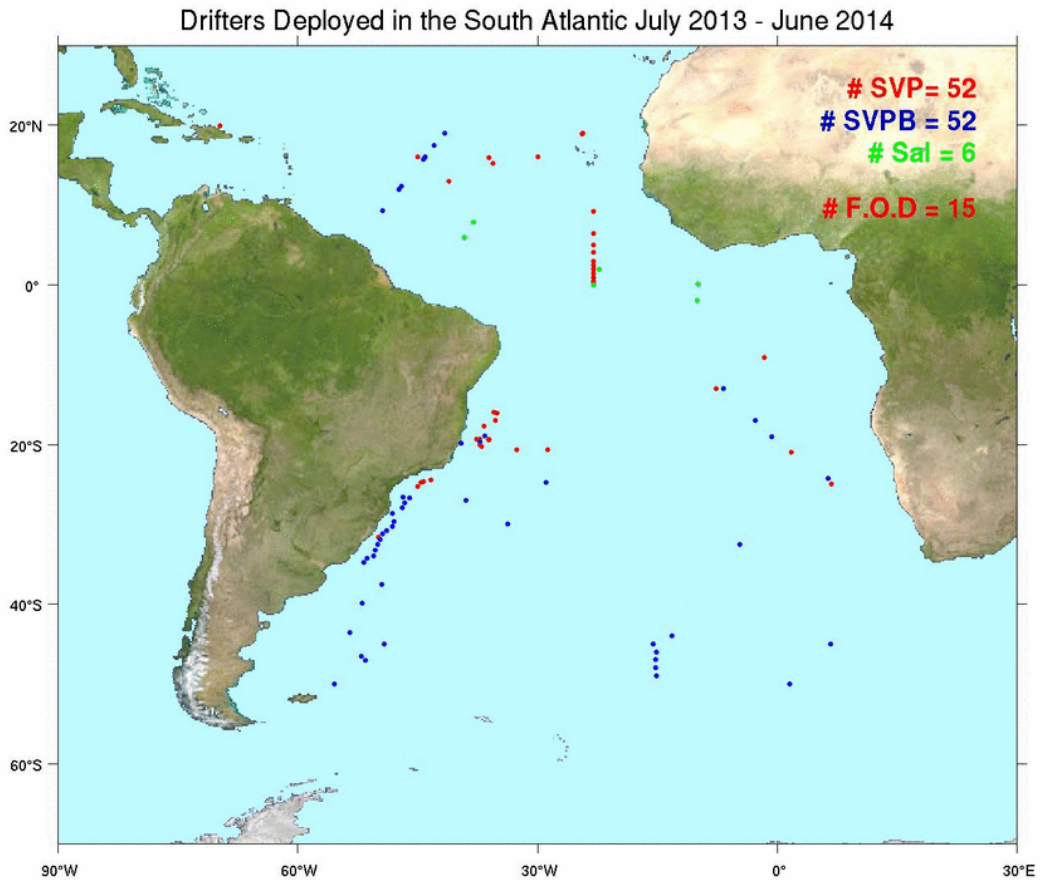 Drifters Deployed in the South Atlantic July 2013 - June 2014
# SVP= 52
20°N
# SVPB = 52
# Sal = 6
# F.O.D = 15
0°
20°S
40°S
60°S
90°W 60°W 30°W 0° 30°E